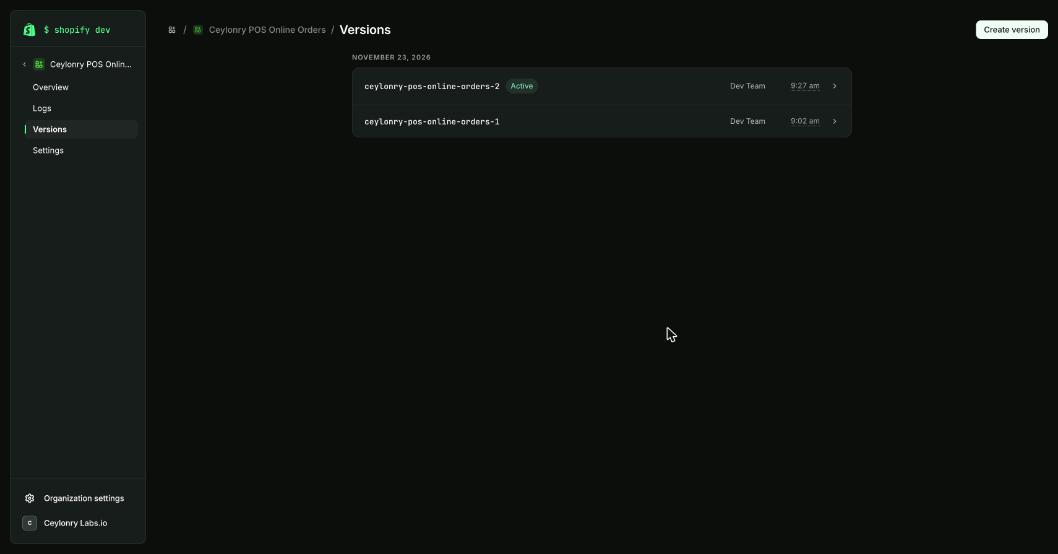 $ shopify dev
Ceylonry POS Onlin...
Overview
Logs
Versions
Settings
Organization settings
C Ceylonry Labs.io
/ Ceylonry POS Online Orders / Versions
Create version
NOVEMBER 23, 2026
ceylonry-pos-online-orders-2 Active Dev Team 9:27 am
ceylonry-pos-online-orders-1 Dev Team 9:02 am